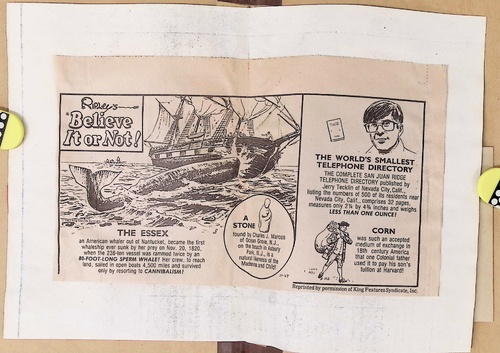 Ripley's
Believe
It or Not!
THE ESSEX
an American whaler out of Nantucket, became the first
whaleship ever sunk by her prey on Nov. 20, 1820,
when the 238-ton vessel was rammed twice by an
80-FOOT-LONG SPERM WHALE! Her crew, to reach
land, sailed in open boats 4,500 miles and survived
only by resorting to CANNIBALISM!
A
STONE
found by Charles J. Marcus
of Ocean Grove, N.J.,
on the beach in Asbury
Park, N.J., is a
natural likeness of the
Madonna and Child!
THE WORLD'S SMALLEST
TELEPHONE DIRECTORY
THE COMPLETE SAN JUAN RIDGE
TELEPHONE DIRECTORY published by
Jerry Tecklin of Nevada City, Calif.,
listing the numbers of 500 of its residents near
Nevada City, Calif., comprises 32 pages,
measures only 2⅞ by 4¾ inches and weighs
LESS THAN ONE OUNCE!
CORN
was such an accepted
medium of exchange in
18th century America
that one Colonial father
used it to pay his son's
tuition at Harvard!
Reprinted by permission of King Features Syndicate, Inc.